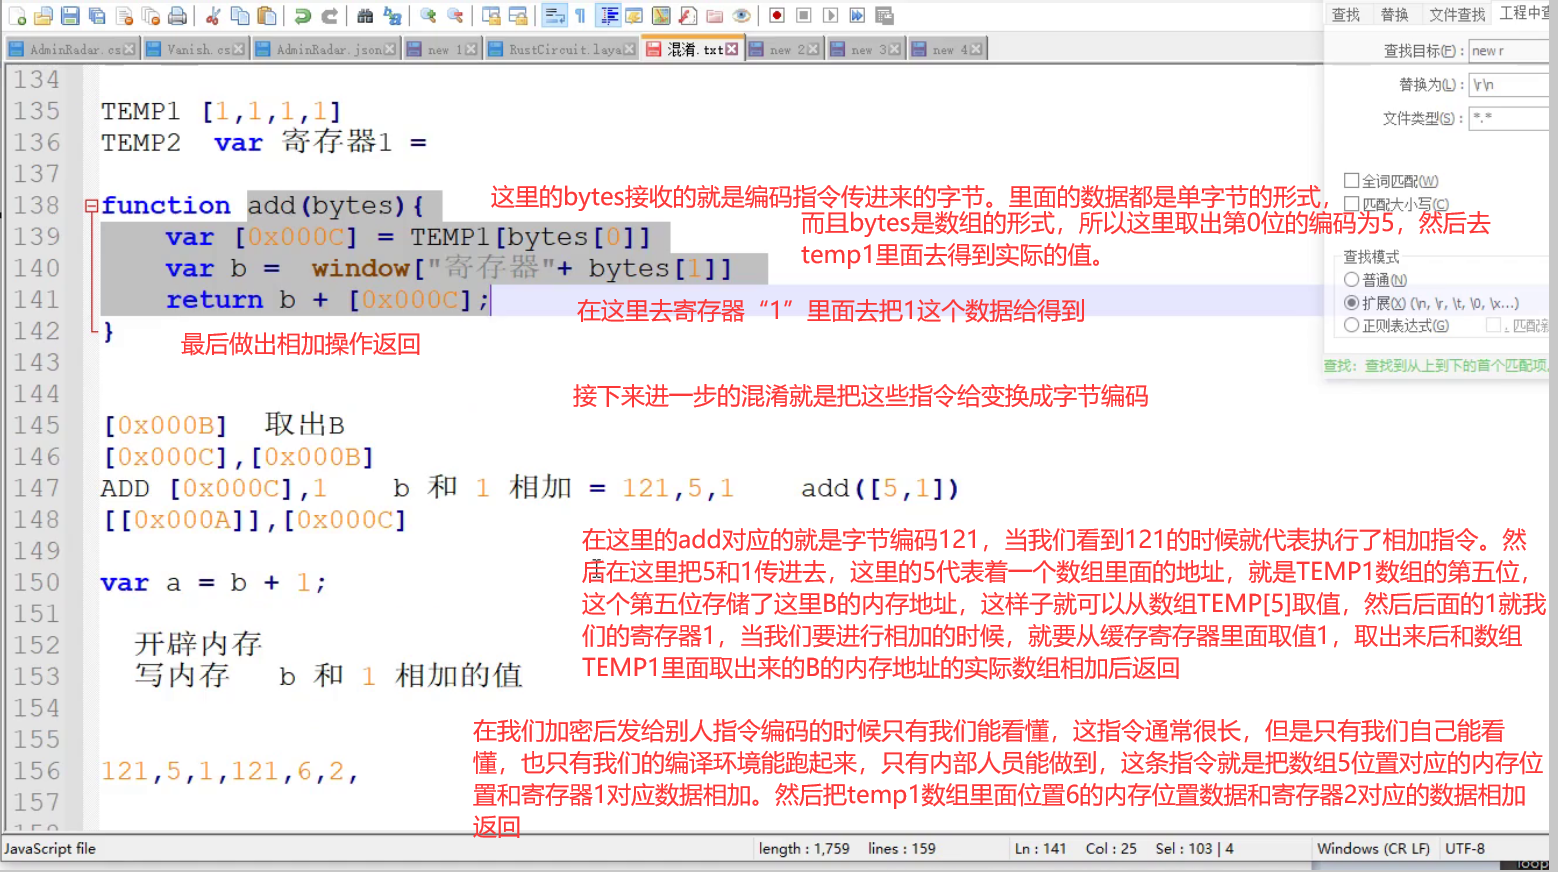 查找 替换 文件查找 工程中查
AdminRadar.cs Vanish.cs AdminRadar.json new 1 RustCircuit.laya 混淆.txt new 2 new 3 new 4
查找目标(F)： new r
替换为(L)： \r\n
文件类型(S)： *.*
全词匹配(W)
匹配大小写(C)
查找模式
普通(N)
扩展(X) (\n, \r, \t, \0, \x...)
正则表达式(G) . 匹配新
查找：查找到从上到下的首个匹配项。
134
135 TEMP1 [1,1,1,1]
136 TEMP2 var 寄存器1 =
137
138 function add(bytes){
139 var [0x000C] = TEMP1[bytes[0]]
140 var b = window["寄存器"+ bytes[1]]
141 return b + [0x000C];
142 }
143
144
145 [0x000B] 取出B
146 [0x000C],[0x000B]
147 ADD [0x000C],1 b 和 1 相加 = 121,5,1 add([5,1])
148 [[0x000A]],[0x000C]
149
150 var a = b + 1;
151
152 开辟内存
153 写内存 b 和 1 相加的值
154
155
156 121,5,1,121,6,2,
157
这里的bytes接收的就是编码指令传进来的字节。里面的数据都是单字节的形式，
而且bytes是数组的形式，所以这里取出第0位的编码为5，然后去
temp1里面去得到实际的值。
在这里去寄存器“1”里面去把1这个数据给得到
最后做出相加操作返回
接下来进一步的混淆就是把这些指令给变换成字节编码
在这里的add对应的就是字节编码121，当我们看到121的时候就代表执行了相加指令。然
后在这里把5和1传进去，这里的5代表着一个数组里面的地址，就是TEMP1数组的第五位，
这个第五位存储了这里B的内存地址，这样子就可以从数组TEMP[5]取值，然后后面的1就我
们的寄存器1，当我们要进行相加的时候，就要从缓存寄存器里面取值1，取出来后和数组
TEMP1里面取出来的B的内存地址的实际数组相加后返回
在我们加密后发给别人指令编码的时候只有我们能看懂，这指令通常很长，但是只有我们自己能看
懂，也只有我们的编译环境能跑起来，只有内部人员能做到，这条指令就是把数组5位置对应的内存位
置和寄存器1对应数据相加。然后把temp1数组里面位置6的内存位置数据和寄存器2对应的数据相加
返回
JavaScript file length : 1,759 lines : 159 Ln : 141 Col : 25 Sel : 103 | 4 Windows (CR LF) UTF-8
loop